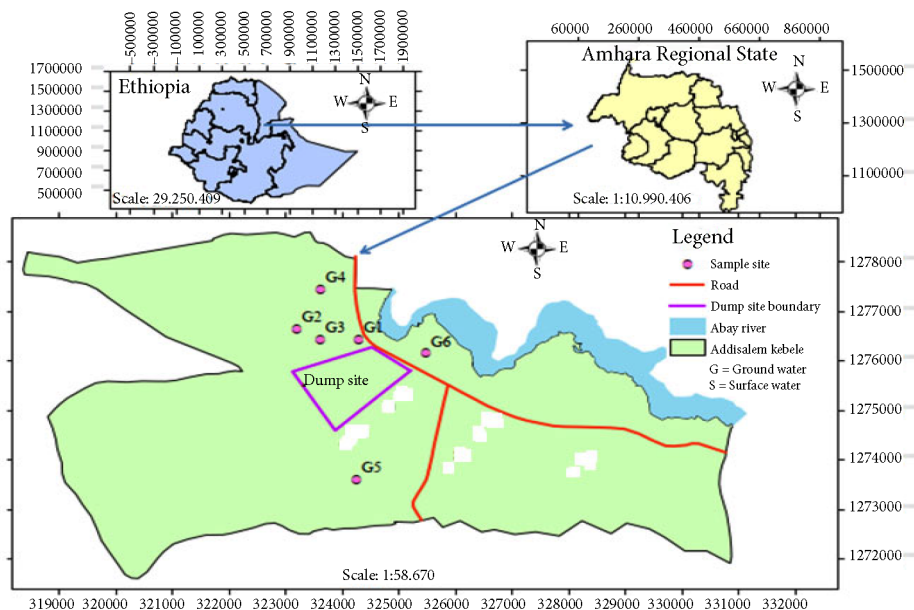 500000 300000 100000 100000 300000 500000 700000 900000 1100000 1300000 1500000 1700000 1900000
1700000
1500000
1300000
1100000
900000
700000
500000
Ethiopia
N
W E
S
Scale: 29.250.409
60000 260000 460000 660000 860000
Amhara Regional State
N
W E
S
1500000
1300000
1100000
Scale: 1:10.990.406
N
W E
S
Legend
Sample site
Road
Dump site boundary
Abay river
Addisalem kebele
G = Ground water
S = Surface water
G4
G2
G3
G1
G6
Dump site
G5
1278000
1277000
1276000
1275000
1274000
1273000
1272000
Scale: 1:58.670
319000 320000 321000 322000 323000 324000 325000 326000 327000 328000 329000 330000 331000 332000